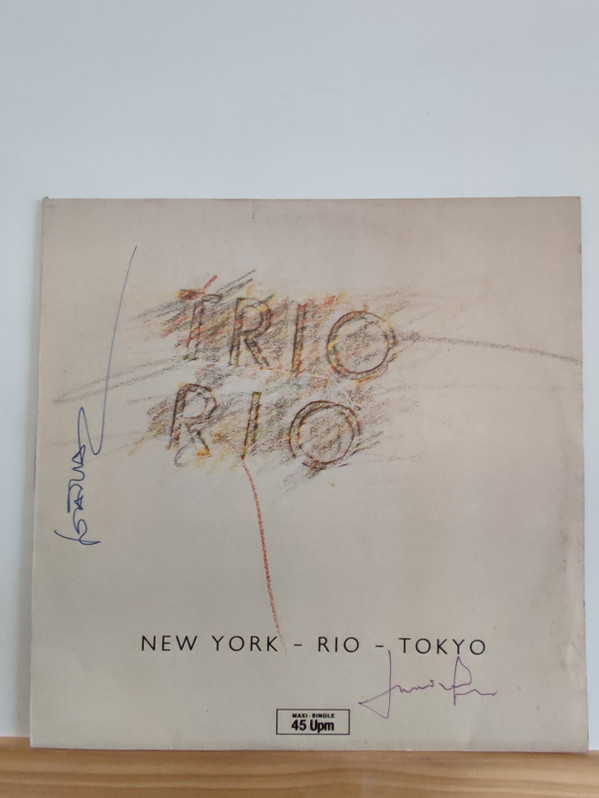 TRIO
RIO
NEW YORK – RIO – TOKYO
MAXI-SINGLE
45 Upm